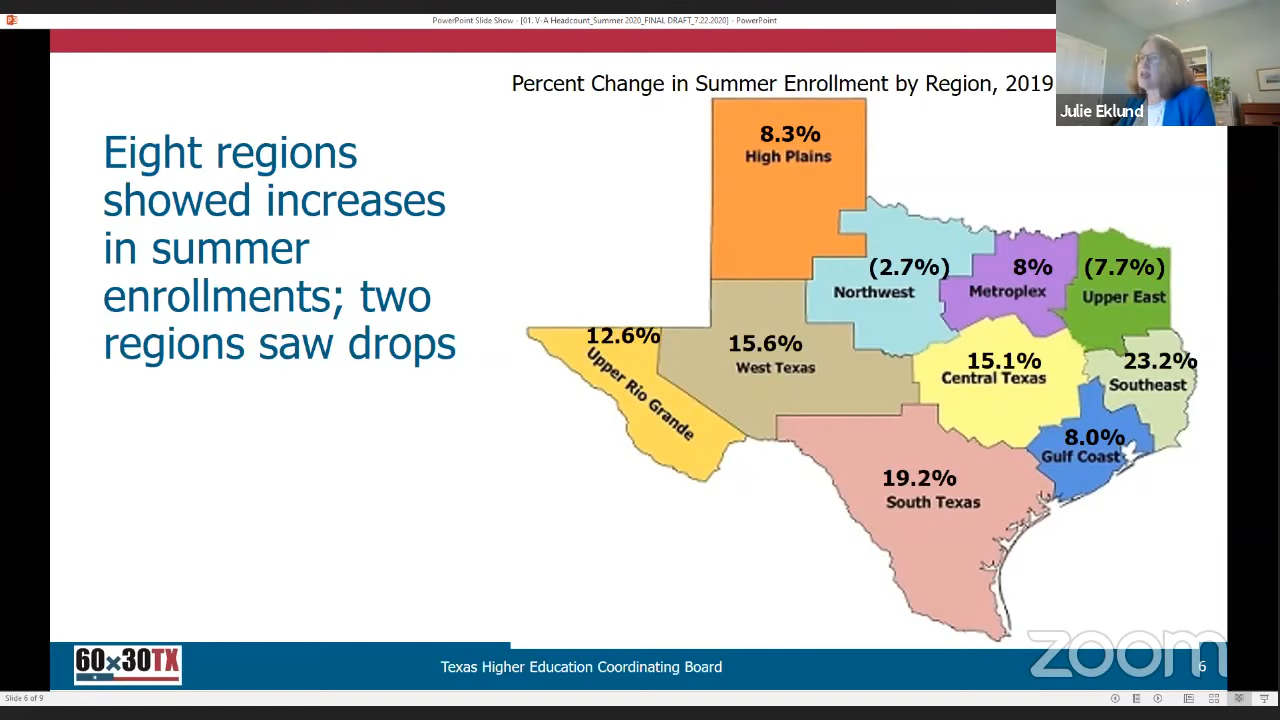 PowerPoint Slide Show - [01. V-A Headcount_Summer 2020_FINAL DRAFT_7.22.2020] - PowerPoint
Percent Change in Summer Enrollment by Region, 2019
Julie Eklund
Eight regions
showed increases
in summer
enrollments; two
regions saw drops
8.3%
High Plains
(2.7%)
Northwest
8%
Metroplex
(7.7%)
Upper East
12.6%
Upper Rio Grande
15.6%
West Texas
15.1%
Central Texas
23.2%
Southeast
8.0%
Gulf Coast
19.2%
South Texas
60x30TX
Texas Higher Education Coordinating Board
zoom
6
Slide 6 of 9